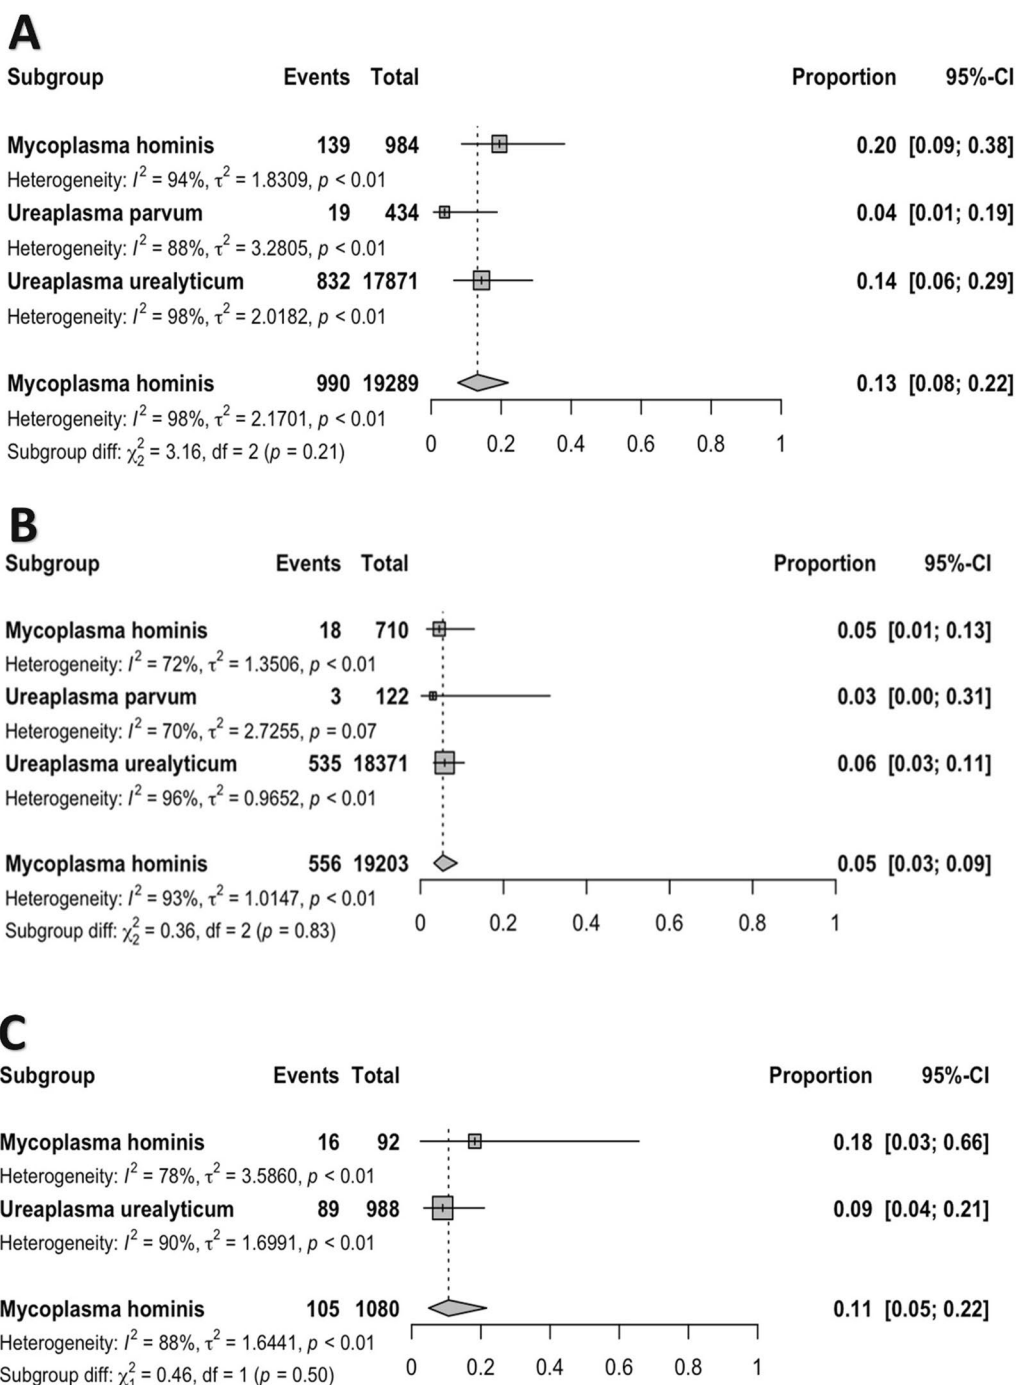 A
Subgroup Events Total Proportion 95%-CI
Mycoplasma hominis 139 984 0.20 [0.09; 0.38]
Heterogeneity: I² = 94%, τ² = 1.8309, p < 0.01
Ureaplasma parvum 19 434 0.04 [0.01; 0.19]
Heterogeneity: I² = 88%, τ² = 3.2805, p < 0.01
Ureaplasma urealyticum 832 17871 0.14 [0.06; 0.29]
Heterogeneity: I² = 98%, τ² = 2.0182, p < 0.01
Mycoplasma hominis 990 19289 0.13 [0.08; 0.22]
Heterogeneity: I² = 98%, τ² = 2.1701, p < 0.01
Subgroup diff: χ²₂ = 3.16, df = 2 (p = 0.21)
0 0.2 0.4 0.6 0.8 1
B
Subgroup Events Total Proportion 95%-CI
Mycoplasma hominis 18 710 0.05 [0.01; 0.13]
Heterogeneity: I² = 72%, τ² = 1.3506, p < 0.01
Ureaplasma parvum 3 122 0.03 [0.00; 0.31]
Heterogeneity: I² = 70%, τ² = 2.7255, p = 0.07
Ureaplasma urealyticum 535 18371 0.06 [0.03; 0.11]
Heterogeneity: I² = 96%, τ² = 0.9652, p < 0.01
Mycoplasma hominis 556 19203 0.05 [0.03; 0.09]
Heterogeneity: I² = 93%, τ² = 1.0147, p < 0.01
Subgroup diff: χ²₂ = 0.36, df = 2 (p = 0.83)
0 0.2 0.4 0.6 0.8 1
C
Subgroup Events Total Proportion 95%-CI
Mycoplasma hominis 16 92 0.18 [0.03; 0.66]
Heterogeneity: I² = 78%, τ² = 3.5860, p < 0.01
Ureaplasma urealyticum 89 988 0.09 [0.04; 0.21]
Heterogeneity: I² = 90%, τ² = 1.6991, p < 0.01
Mycoplasma hominis 105 1080 0.11 [0.05; 0.22]
Heterogeneity: I² = 88%, τ² = 1.6441, p < 0.01
Subgroup diff: χ²₁ = 0.46, df = 1 (p = 0.50)
0 0.2 0.4 0.6 0.8 1